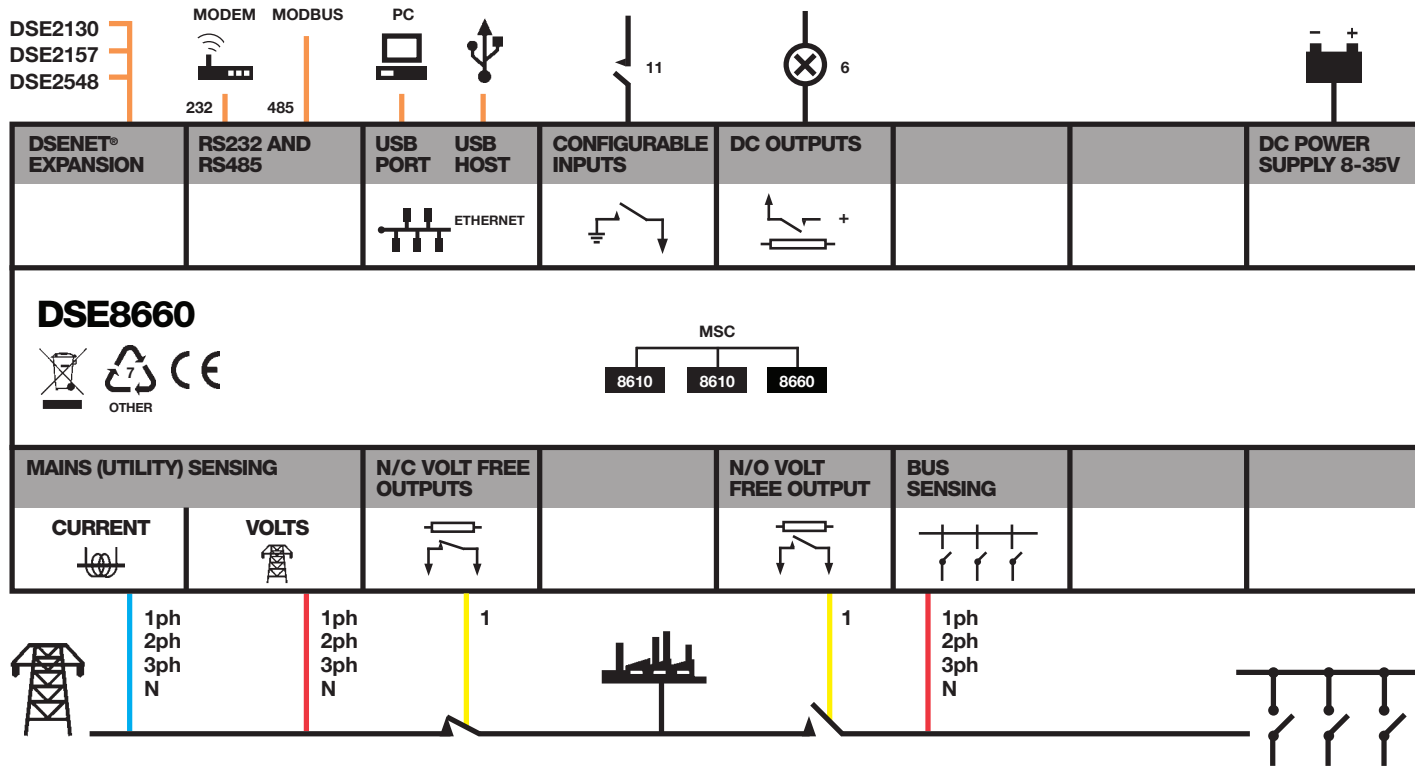 DSE2130
DSE2157
DSE2548
MODEM
MODBUS
PC
232
485
11
6
- +
DSENET®
EXPANSION
RS232 AND
RS485
USB
PORT
USB
HOST
CONFIGURABLE
INPUTS
DC OUTPUTS
DC POWER
SUPPLY 8-35V
ETHERNET
+
DSE8660
7
OTHER
CE
MSC
8610
8610
8660
MAINS (UTILITY) SENSING
N/C VOLT FREE
OUTPUTS
N/O VOLT
FREE OUTPUT
BUS
SENSING
CURRENT
VOLTS
1ph
2ph
3ph
N
1ph
2ph
3ph
N
1
1
1ph
2ph
3ph
N